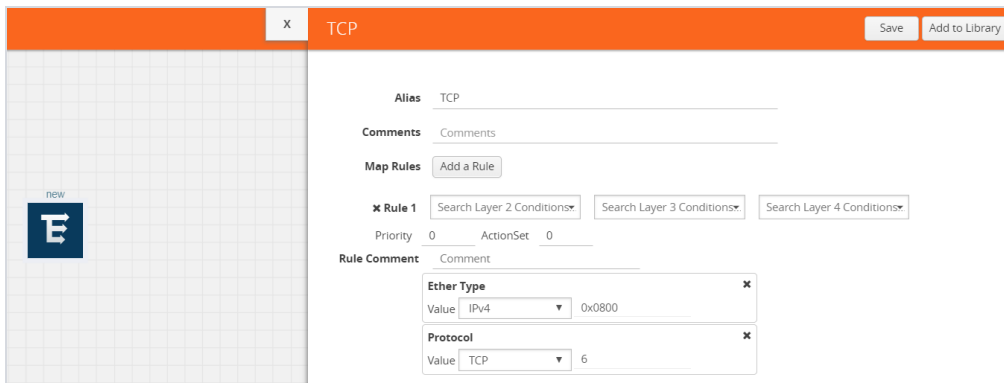 X TCP Save Add to Library
Alias TCP
Comments Comments
Map Rules Add a Rule
new
✖ Rule 1 Search Layer 2 Conditions... Search Layer 3 Conditions... Search Layer 4 Conditions...
Priority 0 ActionSet 0
Rule Comment Comment
Ether Type ✖
Value IPv4 ▼ 0x0800
Protocol ✖
Value TCP ▼ 6